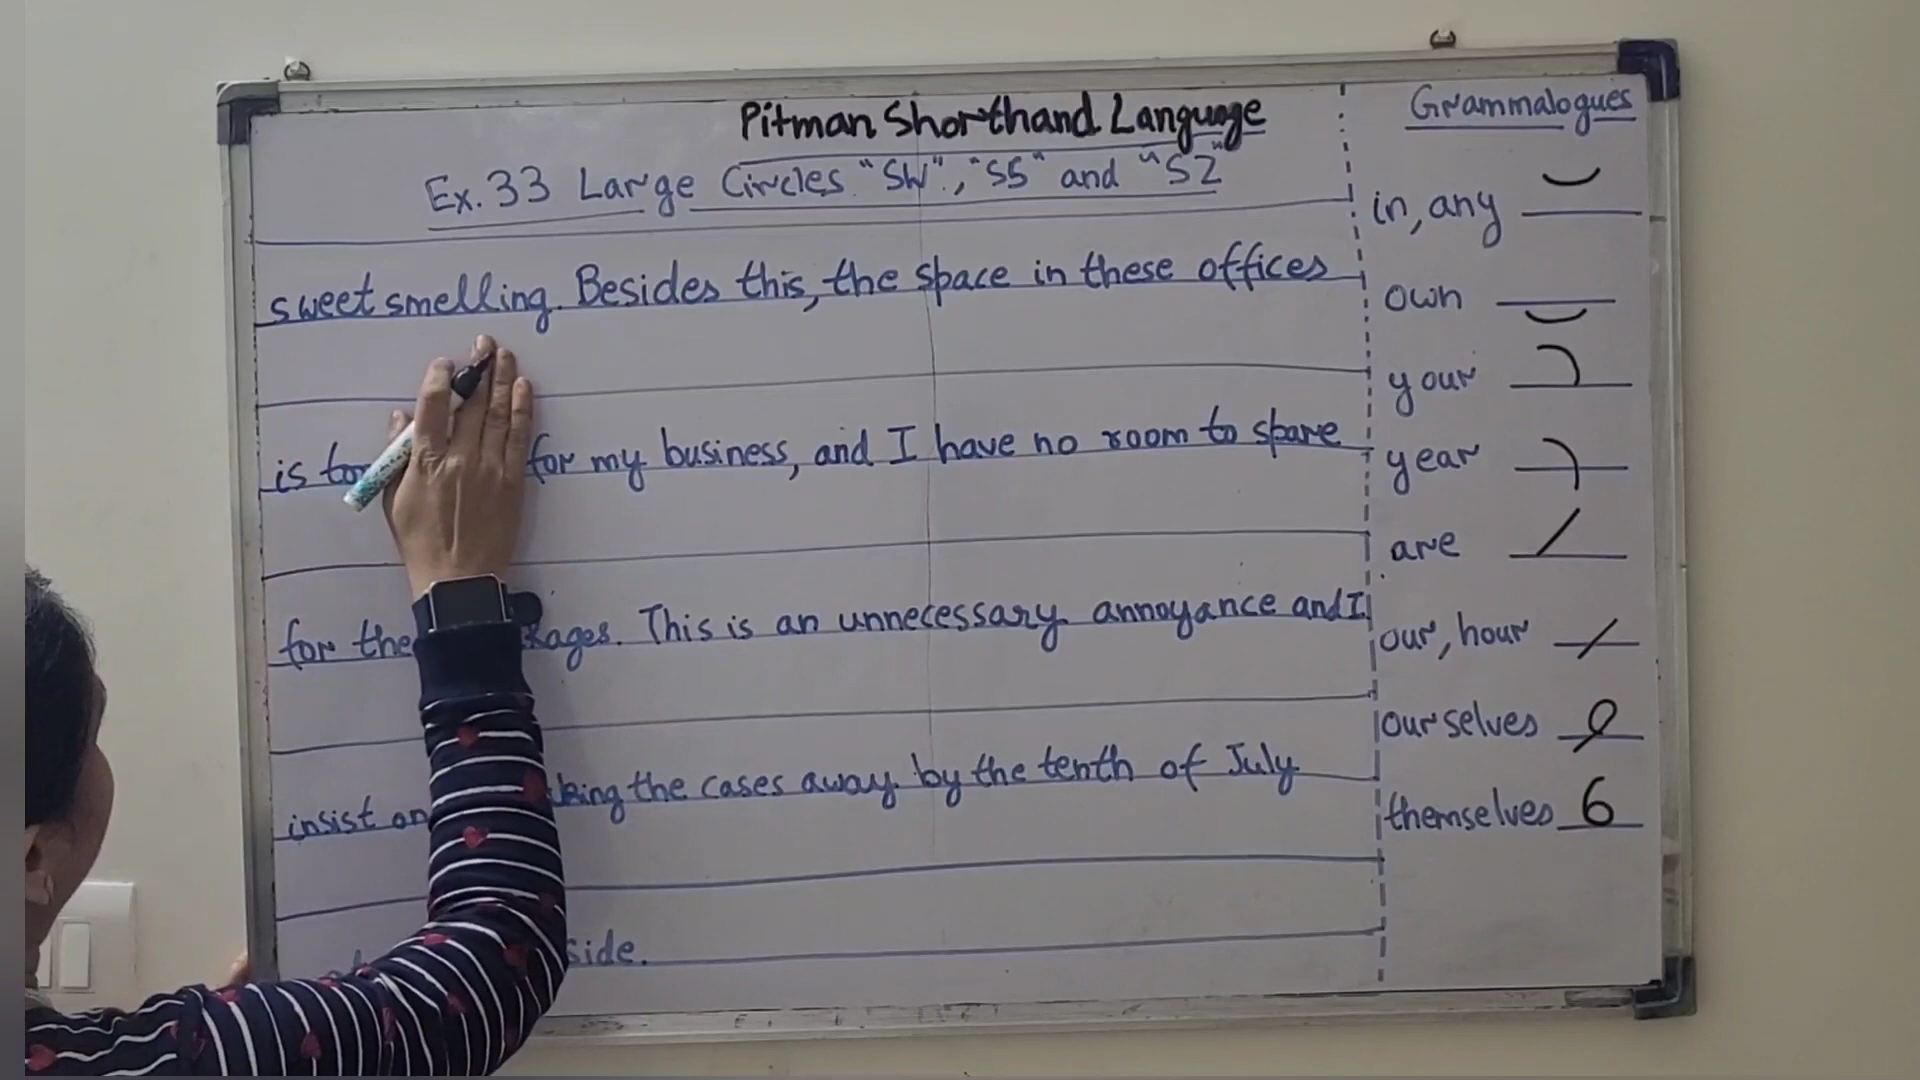 Pitman Shorthand Language
Ex. 33 Large Circles "SW", "SS" and "SZ"
sweet smelling. Besides this, the space in these offices
is for my business, and I have no room to spare
for the kages. This is an unnecessary annoyance and I
insist on king the cases away by the tenth of July
side.
Grammalogues
in, any
own
your
year
are
our, hour
ourselves
themselves